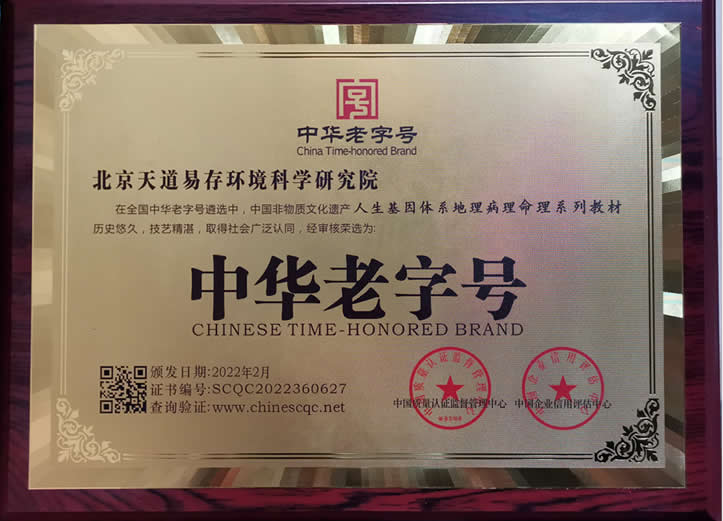 中华老字号
China Time-honored Brand
北京天道易存环境科学研究院
在全国中华老字号遴选中，中国非物质文化遗产人生基因体系地理病理命理系列教材
历史悠久，技艺精湛，取得社会广泛认同，经审核荣选为:
中华老字号
CHINESE TIME-HONORED BRAND
颁发日期:2022年2月
证书编号:SCQC2022360627
查询验证:www.chinescqc.net
中国质量认证监督管理中心
中国企业信用评估中心